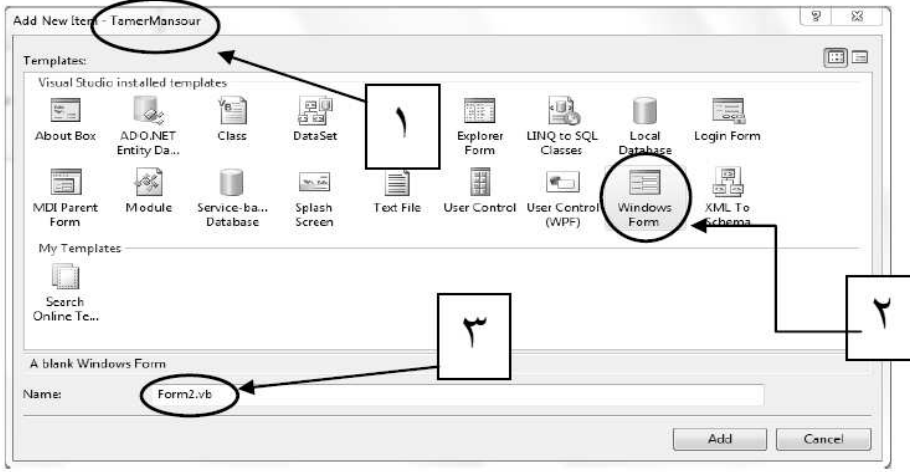 Add New Item - TamerMansour
Templates:
Visual Studio installed templates
About Box
ADO.NET
Entity Da...
Class
DataSet
١
Explorer
Form
LINQ to SQL
Classes
Local
Database
Login Form
MDI Parent
Form
Module
Service-ba...
Database
Splash
Screen
Text File
User Control
User Control
(WPF)
Windows
Form
XML To
Schema
My Templates
Search
Online Te...
٣
٢
A blank Windows Form
Name:
Form2.vb
Add
Cancel